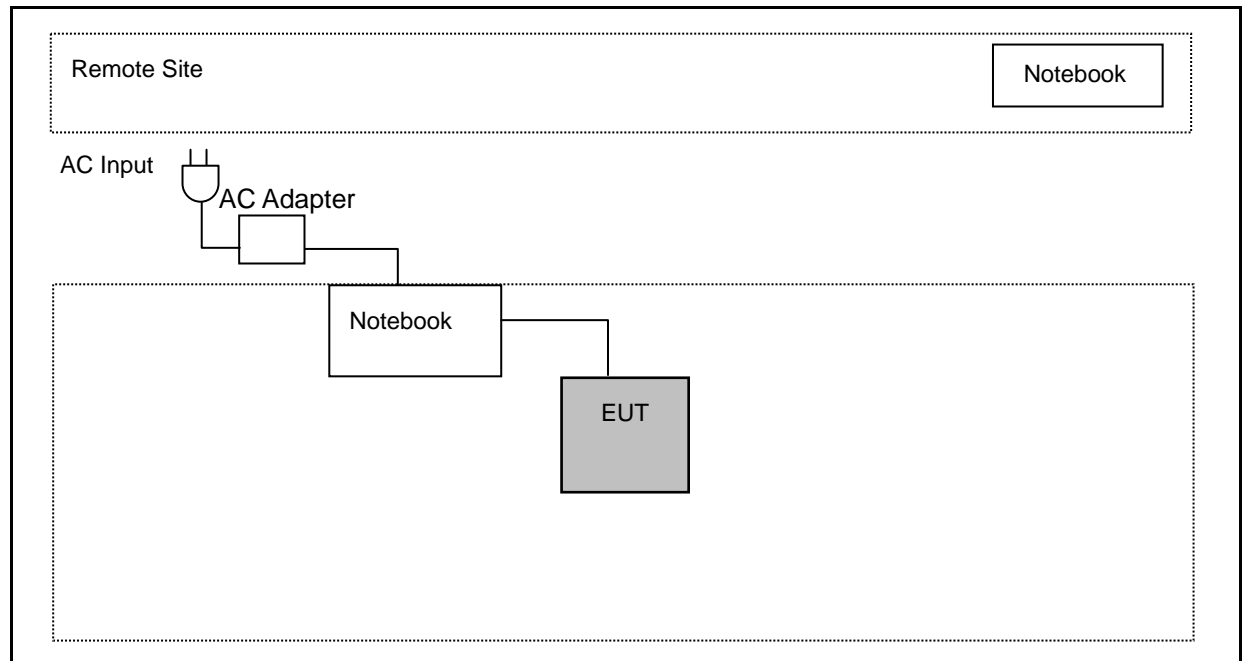 Remote Site
Notebook
AC Input
AC Adapter
Notebook
EUT